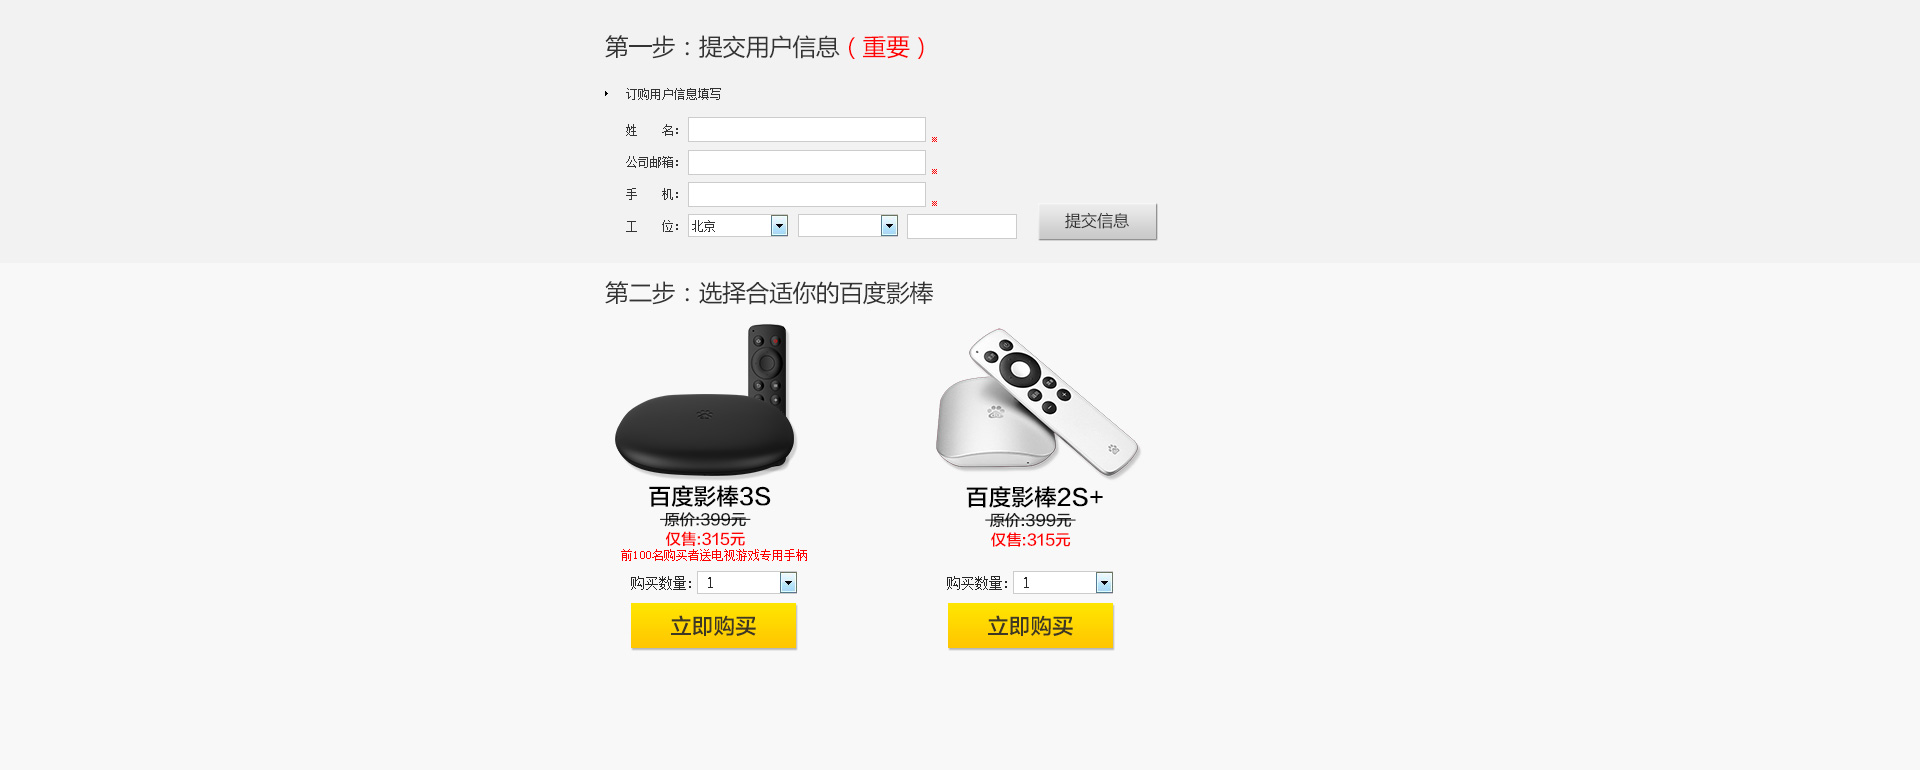 第一步：提交用户信息（重要）
订购用户信息填写
姓 名：
※
公司邮箱：
※
手 机：
※
工 位： 北京
提交信息
第二步：选择合适你的百度影棒
百度影棒3S
原价:399元
仅售:315元
前100名购买者送电视游戏专用手柄
购买数量： 1
立即购买
百度影棒2S+
原价:399元
仅售:315元
购买数量： 1
立即购买